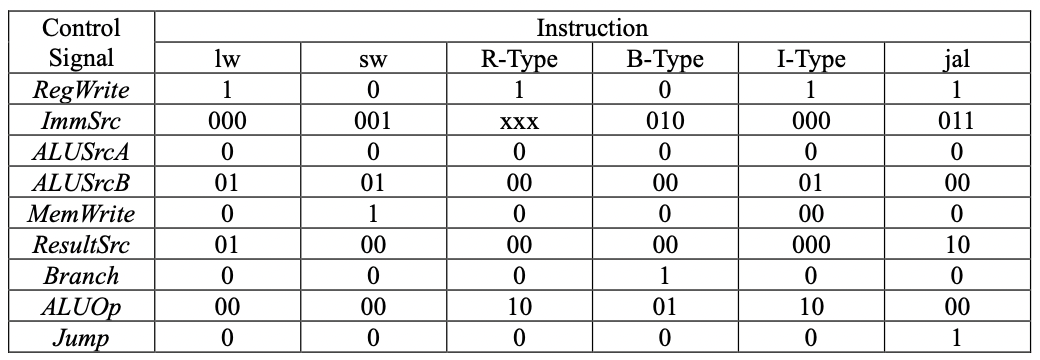 Control Signal Instruction
lw sw R-Type B-Type I-Type jal
RegWrite 1 0 1 0 1 1
ImmSrc 000 001 xxx 010 000 011
ALUSrcA 0 0 0 0 0 0
ALUSrcB 01 01 00 00 01 00
MemWrite 0 1 0 0 00 0
ResultSrc 01 00 00 00 000 10
Branch 0 0 0 1 0 0
ALUOp 00 00 10 01 10 00
Jump 0 0 0 0 0 1